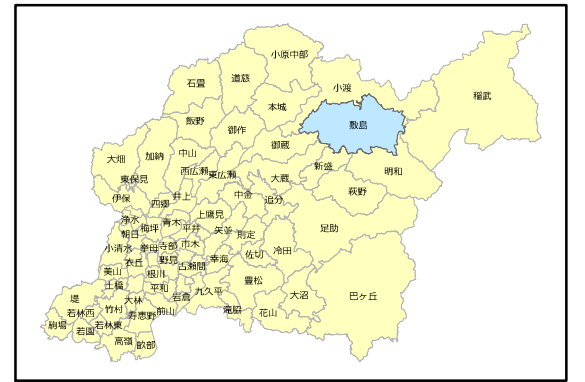 小原中部
道慈
石畳
小渡
稲武
本城
飯野
御作
敷島
御蔵
加納
中山
大畑
西広瀬
東広瀬
新盛
明和
東保見
大蔵
萩野
伊保
四郷
井上
中金
追分
上鷹見
浄水
梅坪
青木
平井
矢並
則定
足助
朝日
小清水
挙母
寺部
市木
冷田
佐切
幸海
衣丘
野見
古瀬間
美山
根川
豊松
土橋
平和
岩倉
九久平
大沼
巴ヶ丘
堤
大林
竹村
寿恵野
前山
滝脇
花山
若林西
駒場
若園
若林東
高嶺
畝部